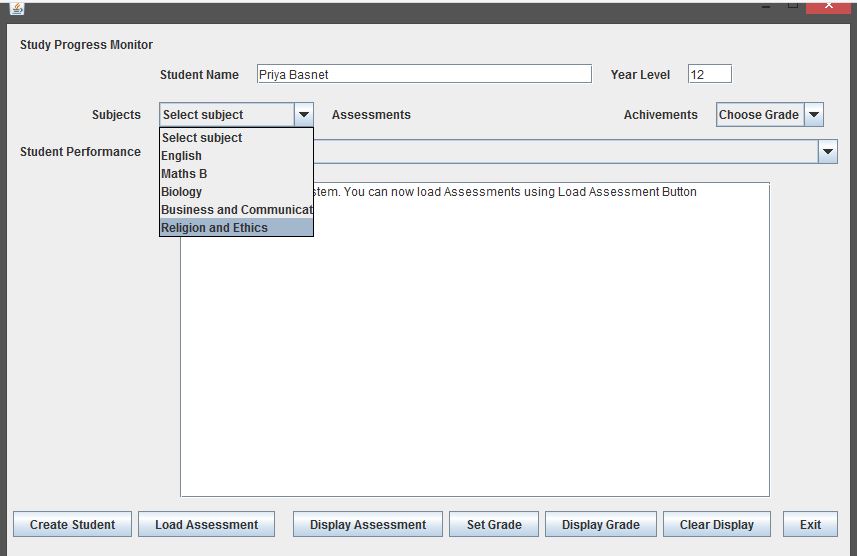 Study Progress Monitor
Student Name Priya Basnet Year Level 12
Subjects Select subject Assessments Achivements Choose Grade
Select subject
Student Performance
English
Maths B
Biology
stem. You can now load Assessments using Load Assessment Button
Business and Communicat
Religion and Ethics
Create Student Load Assessment Display Assessment Set Grade Display Grade Clear Display Exit